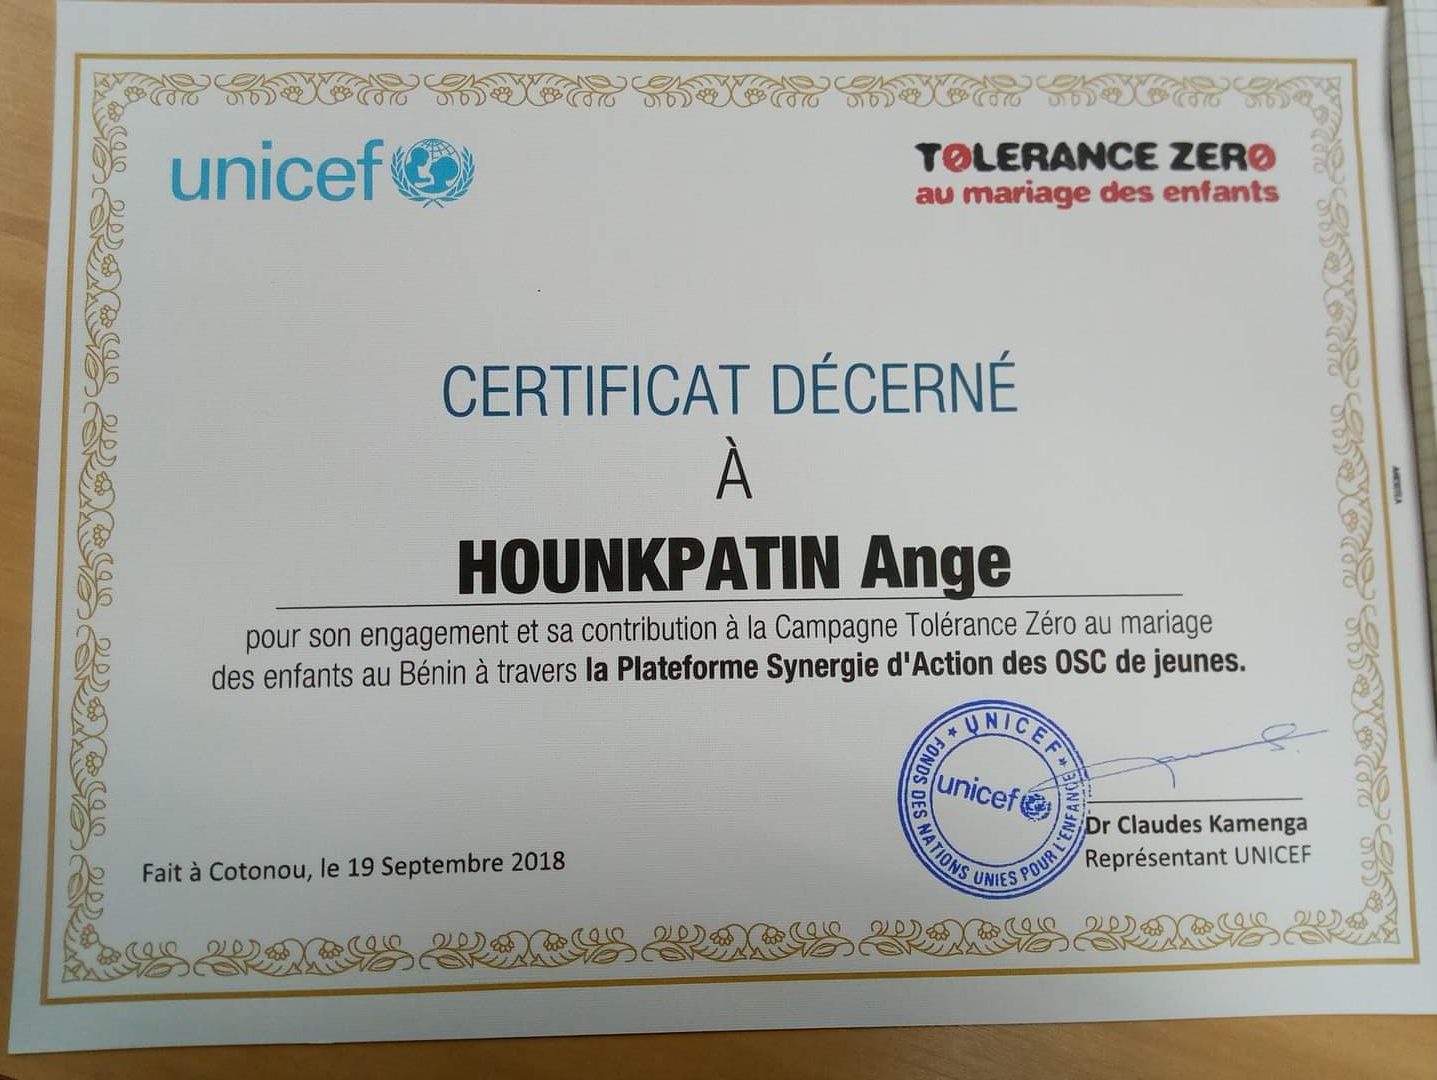 unicef
TOLERANCE ZERO
au mariage des enfants
CERTIFICAT DÉCERNÉ
À
HOUNKPATIN Ange
pour son engagement et sa contribution à la Campagne Tolérance Zéro au mariage
des enfants au Bénin à travers la Plateforme Synergie d'Action des OSC de jeunes.
UNICEF
FONDS DES NATIONS UNIES POUR L'ENFANCE
unicef
Dr Claudes Kamenga
Représentant UNICEF
Fait à Cotonou, le 19 Septembre 2018